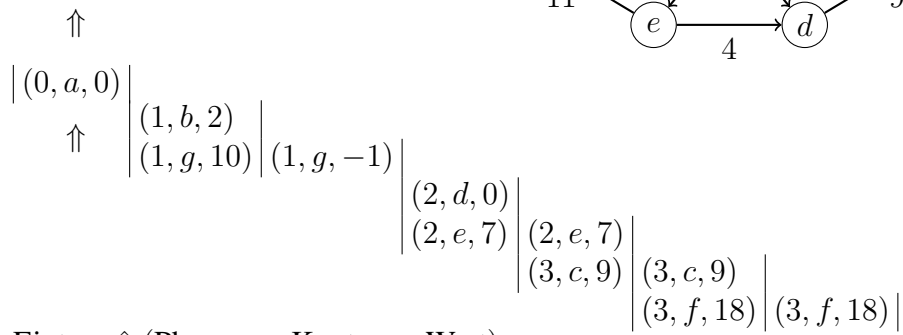 11
e
d
4
⇑
|(0, a, 0)|
(1, b, 2)
⇑
(1, g, 10)
(1, g, −1)
(2, d, 0)
(2, e, 7)
(2, e, 7)
(3, c, 9)
(3, c, 9)
(3, f, 18)
(3, f, 18)